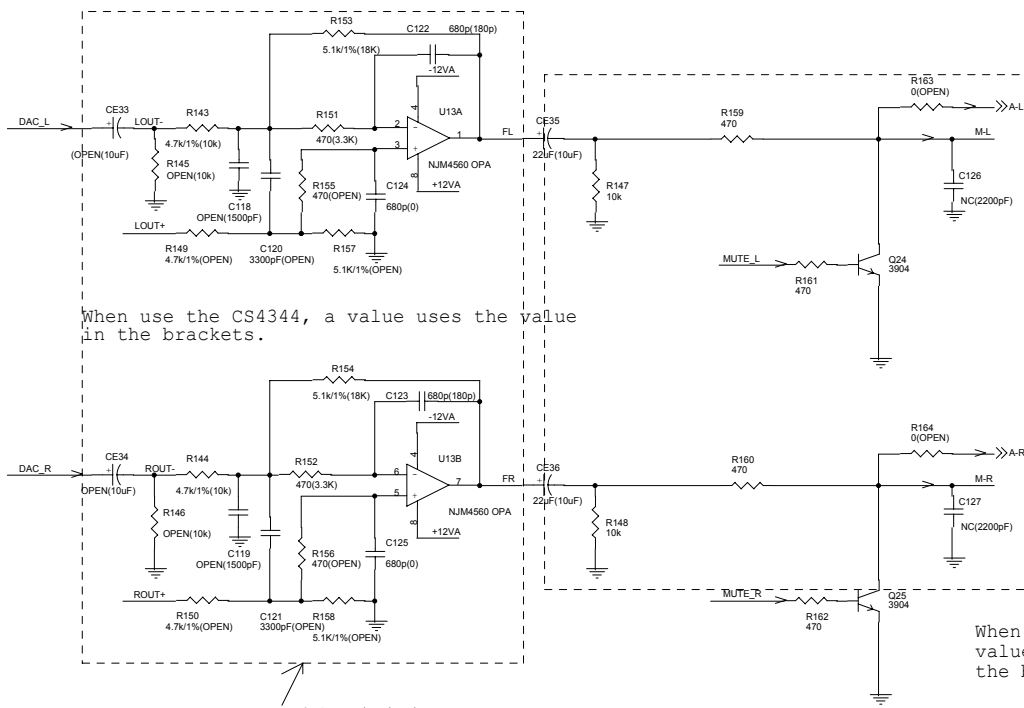 R153
5.1k/1%(18K)
C122
680p(180p)
-12VA
4
U13A
R163
0(OPEN)
A-L
DAC_L
CE33
+
(OPEN(10uF)
LOUT-
R143
4.7k/1%(10k)
R151
470(3.3K)
2
-
3
+
1
NJM4560 OPA
8
+12VA
FL
CE35
+
22uF(10uF)
R159
470
M-L
R145
OPEN(10k)
C118
OPEN(1500pF)
R155
470(OPEN)
C124
680p(0)
R147
10k
C126
NC(2200pF)
LOUT+
R149
4.7k/1%(OPEN)
C120
3300pF(OPEN)
R157
5.1K/1%(OPEN)
MUTE_L
R161
470
Q24
3904
When use the CS4344, a value uses the value
in the brackets.
R154
5.1k/1%(18K)
C123
680p(180p)
-12VA
4
U13B
R164
0(OPEN)
A-R
DAC_R
CE34
+
OPEN(10uF)
ROUT-
R144
4.7k/1%(10k)
R152
470(3.3K)
6
-
5
+
7
NJM4560 OPA
8
+12VA
FR
CE36
+
22uF(10uF)
R160
470
M-R
R146
OPEN(10k)
C119
OPEN(1500pF)
R156
470(OPEN)
C125
680p(0)
R148
10k
C127
NC(2200pF)
ROUT+
R150
4.7k/1%(OPEN)
C121
3300pF(OPEN)
R158
5.1K/1%(OPEN)
MUTE_R
R162
470
Q25
3904
When
value
the